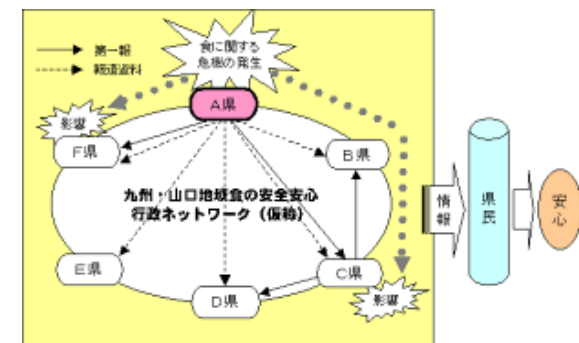 第一報
報道資料
食に関する
危機の発生
A県
影響
F県
B県
九州・山口地域食の安全安心
行政ネットワーク（仮称）
E県
C県
D県
影響
情報
県民
安心